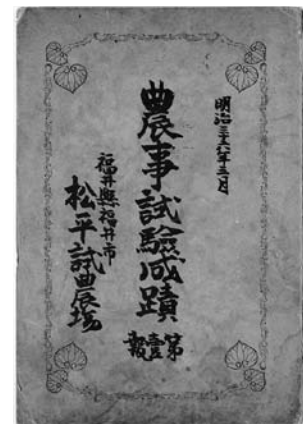 明治三十六年三月
農事試驗成蹟
第壹報
福井縣福井市
松平試農場